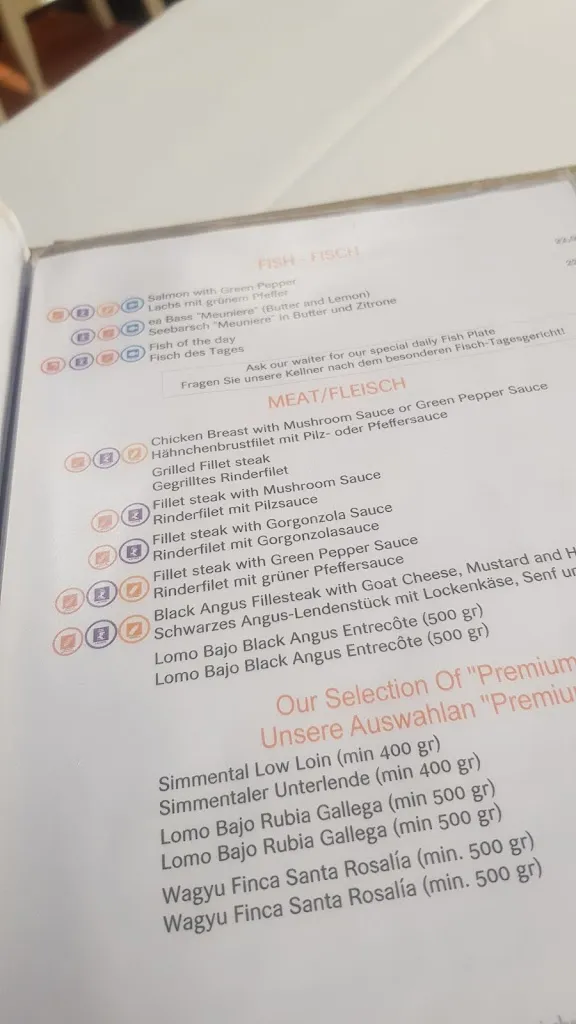 FISH - FISCH
Salmon with Green Pepper
Lachs mit grünem Pfeffer
ea Bass "Meuniere" (Butter and Lemon)
Seebarsch "Meuniere" in Butter und Zitrone
Fish of the day
Fisch des Tages
Ask our waiter for our special daily Fish Plate
Fragen Sie unsere Kellner nach dem besonderen Fisch-Tagesgericht!
MEAT/FLEISCH
Chicken Breast with Mushroom Sauce or Green Pepper Sauce
Hähnchenbrustfilet mit Pilz- oder Pfeffersauce
Grilled Fillet steak
Gegrilltes Rinderfilet
Fillet steak with Mushroom Sauce
Rinderfilet mit Pilzsauce
Fillet steak with Gorgonzola Sauce
Rinderfilet mit Gorgonzolasauce
Fillet steak with Green Pepper Sauce
Rinderfilet mit grüner Pfeffersauce
Black Angus Fillesteak with Goat Cheese, Mustard and H
Schwarzes Angus-Lendenstück mit Lockenkäse, Senf un
Lomo Bajo Black Angus Entrecôte (500 gr)
Lomo Bajo Black Angus Entrecôte (500 gr)
Our Selection Of "Premium
Unsere Auswahlan "Premiu
Simmental Low Loin (min 400 gr)
Simmentaler Unterlende (min 400 gr)
Lomo Bajo Rubia Gallega (min 500 gr)
Lomo Bajo Rubia Gallega (min 500 gr)
Wagyu Finca Santa Rosalía (min. 500 gr)
Wagyu Finca Santa Rosalía (min. 500 gr)